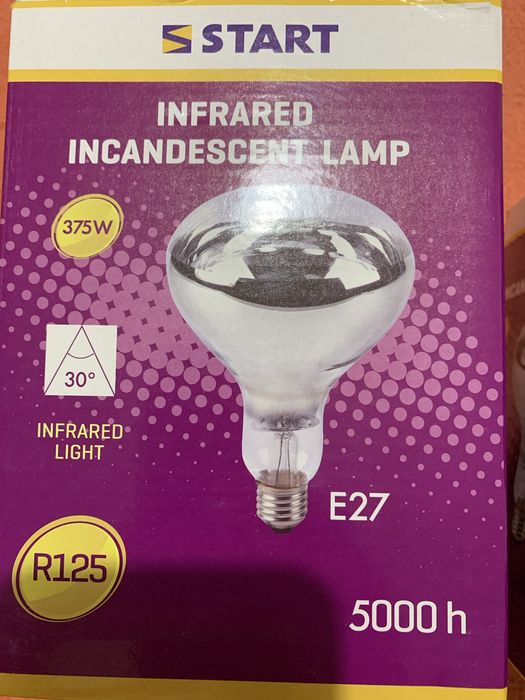 START
INFRARED
INCANDESCENT LAMP
375W
30°
INFRARED
LIGHT
E27
R125
5000 h